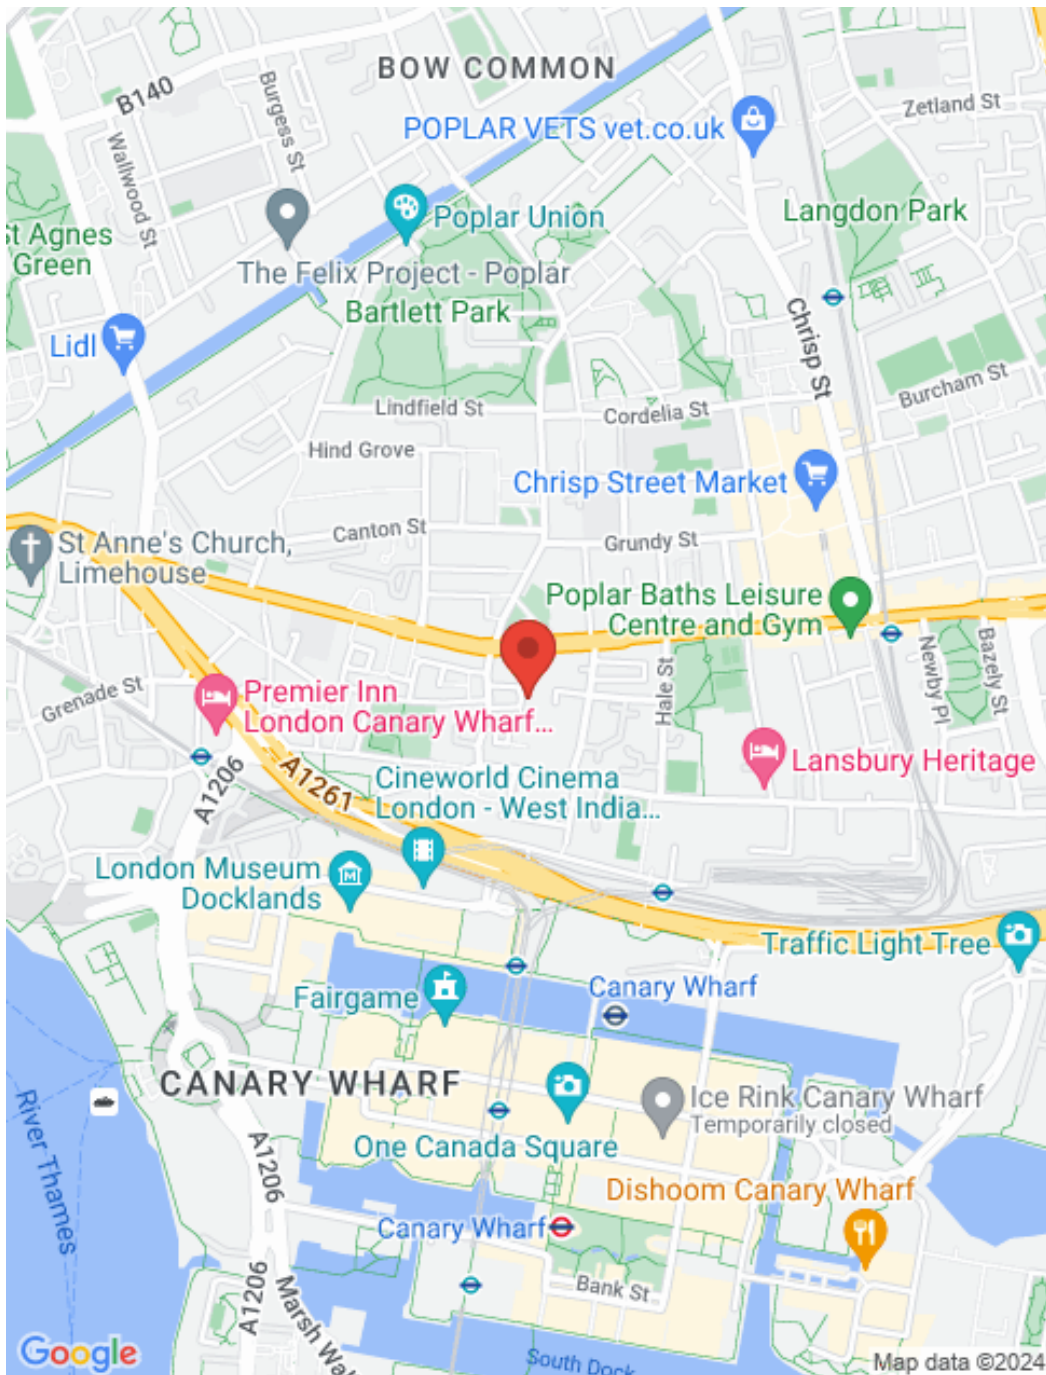 BOW COMMON
B140
Burgess St
Wallwood St
Zetland St
POPLAR VETS vet.co.uk
Poplar Union
Langdon Park
St Agnes
Green
The Felix Project - Poplar
Bartlett Park
Lidl
Chrisp St
Burcham St
Lindfield St
Cordelia St
Hind Grove
Chrisp Street Market
Canton St
Grundy St
St Anne's Church,
Limehouse
Poplar Baths Leisure
Centre and Gym
Hale St
Newby Pl
Bazely St
Grenade St
Premier Inn
London Canary Wharf...
Lansbury Heritage
A1206
A1261
Cineworld Cinema
London - West India...
London Museum
Docklands
Traffic Light Tree
Fairgame
Canary Wharf
CANARY WHARF
Ice Rink Canary Wharf
Temporarily closed
One Canada Square
River Thames
A1206
Dishoom Canary Wharf
Canary Wharf
Bank St
A1206
Marsh Wal
South Dock
Google
Map data ©2024